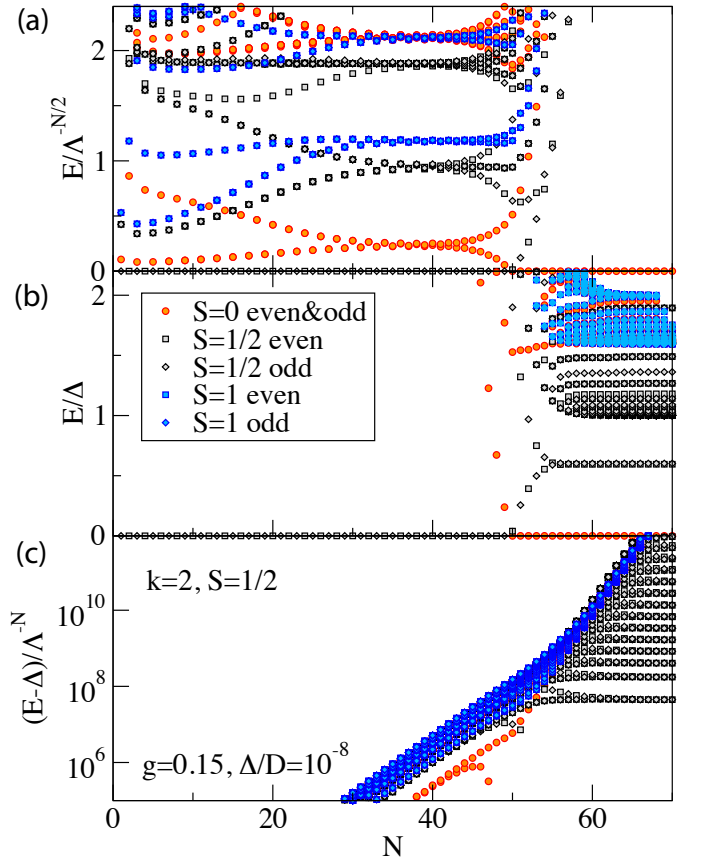 (a)
2
1
0
E/Λ^-N/2
(b)
2
1
0
E/Δ
S=0 even&odd
S=1/2 even
S=1/2 odd
S=1 even
S=1 odd
(c)
k=2, S=1/2
10^10
10^8
10^6
(E-Δ)/Λ^-N
g=0.15, Δ/D=10^-8
0
20
40
60
N